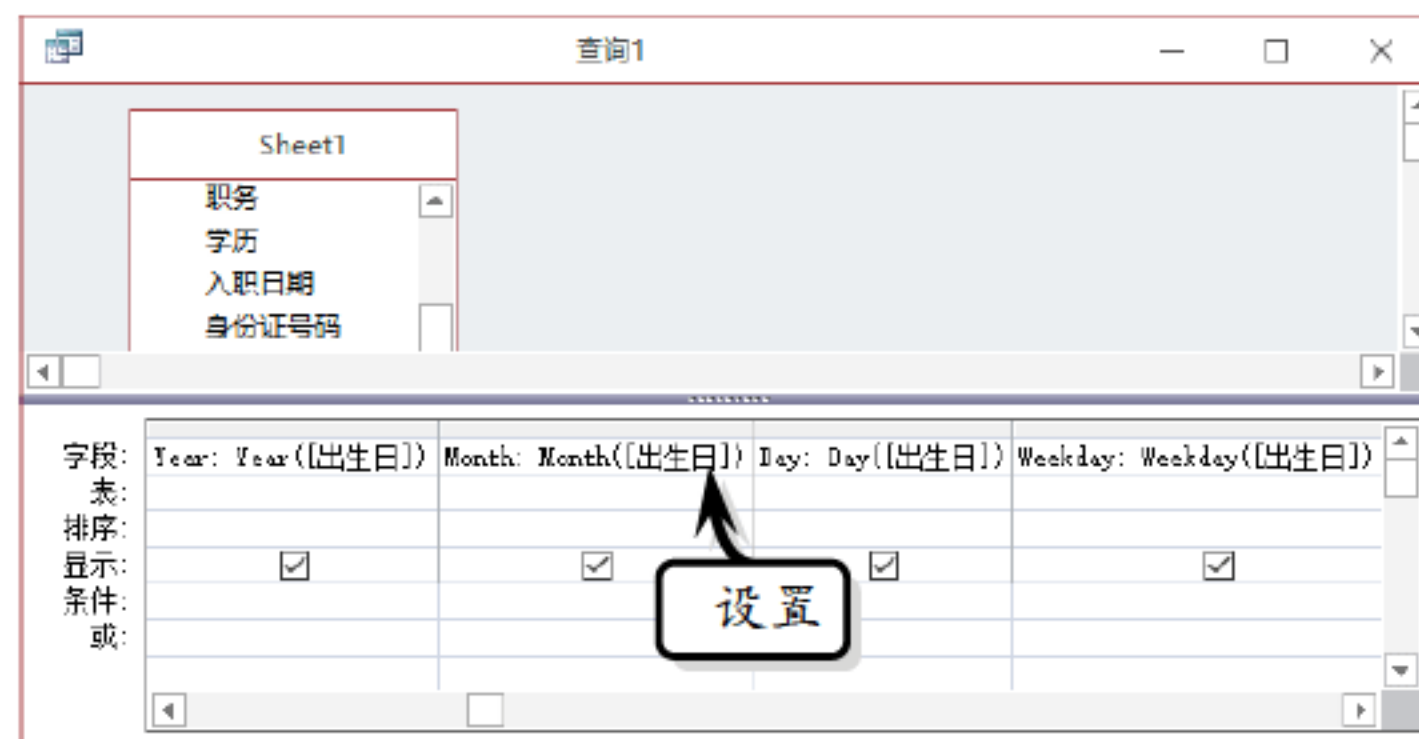 查询1
Sheet1
职务
学历
入职日期
身份证号码
字段: Year: Year([出生日]) Month: Month([出生日]) Day: Day([出生日]) Weekday: Weekday([出生日])
表:
排序:
显示:
条件:
或:
设置